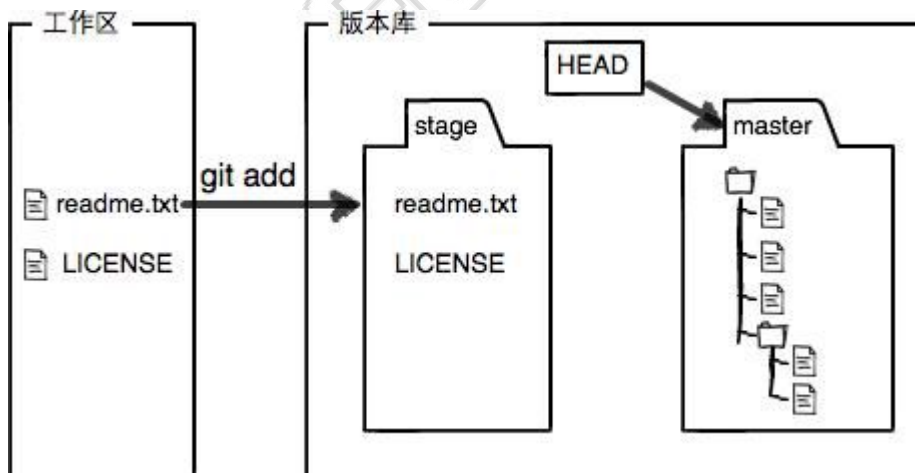 工作区
版本库
HEAD
stage
master
git add
readme.txt
readme.txt
LICENSE
LICENSE